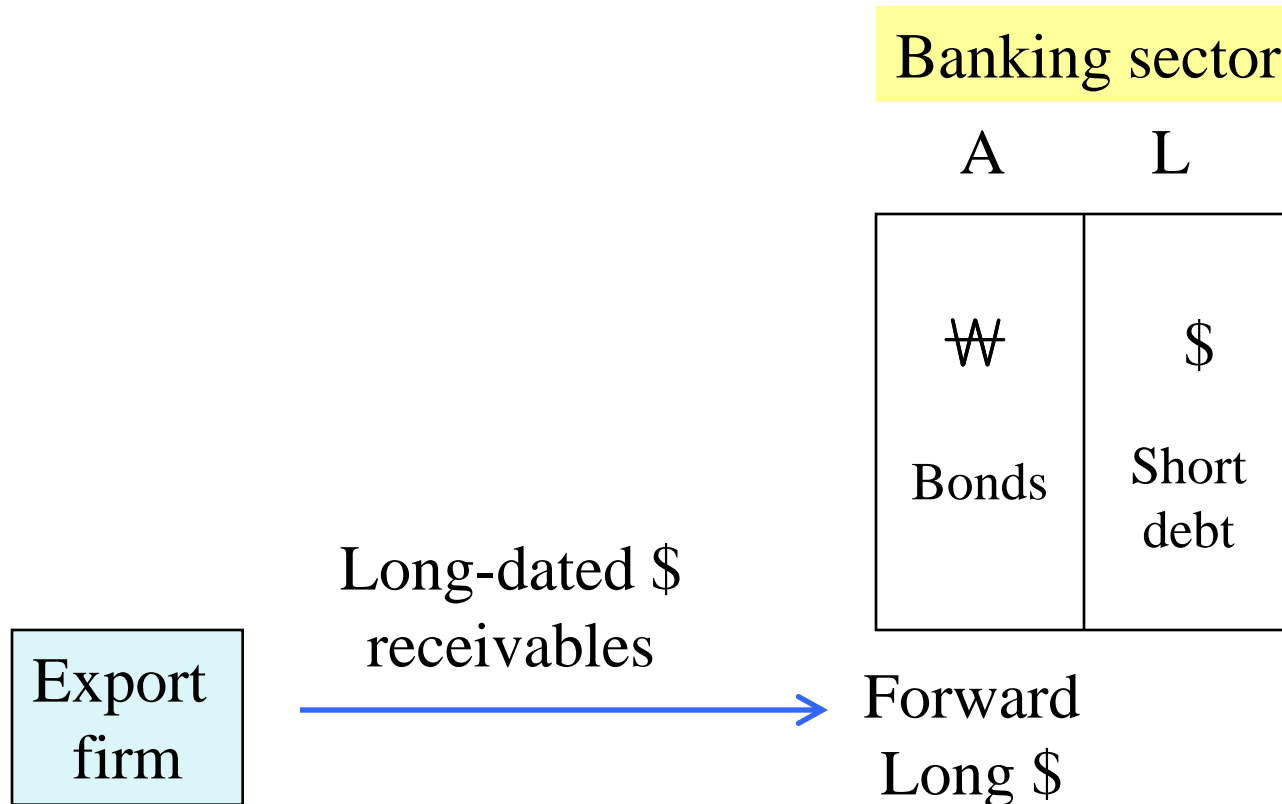 Banking sector
A L
₩ $
Bonds
Short
debt
Long-dated $
receivables
Export
firm
Forward
Long $